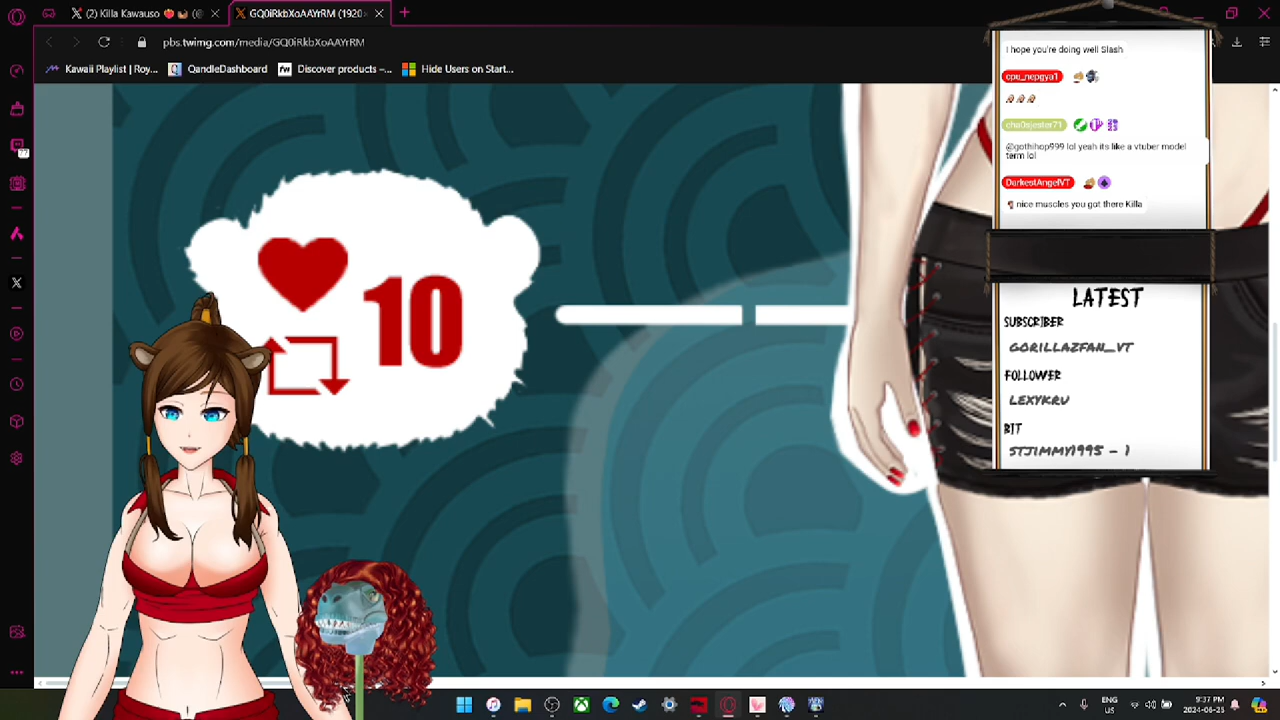 (2) Killa Kawauso
GQ0iRkbXoAAYrRM (1920
pbs.twimg.com/media/GQ0iRkbXoAAYrRM
Kawaii Playlist | Roy...
QandleDashboard
fw
Discover products –...
Hide Users on Start...
I hope you're doing well Slash
cpu_nepgya1
cha0sjester71
@gothihop999 lol yeah its like a vtuber model
term lol
DarkestAngelVT
nice muscles you got there Killa
10
LATEST
SUBSCRIBER
GORILLAZFAN_VT
FOLLOWER
LEXYKRU
BIT
STJIMMY1995 - 1
77
ENG
US
9:37 PM
2024-06-25